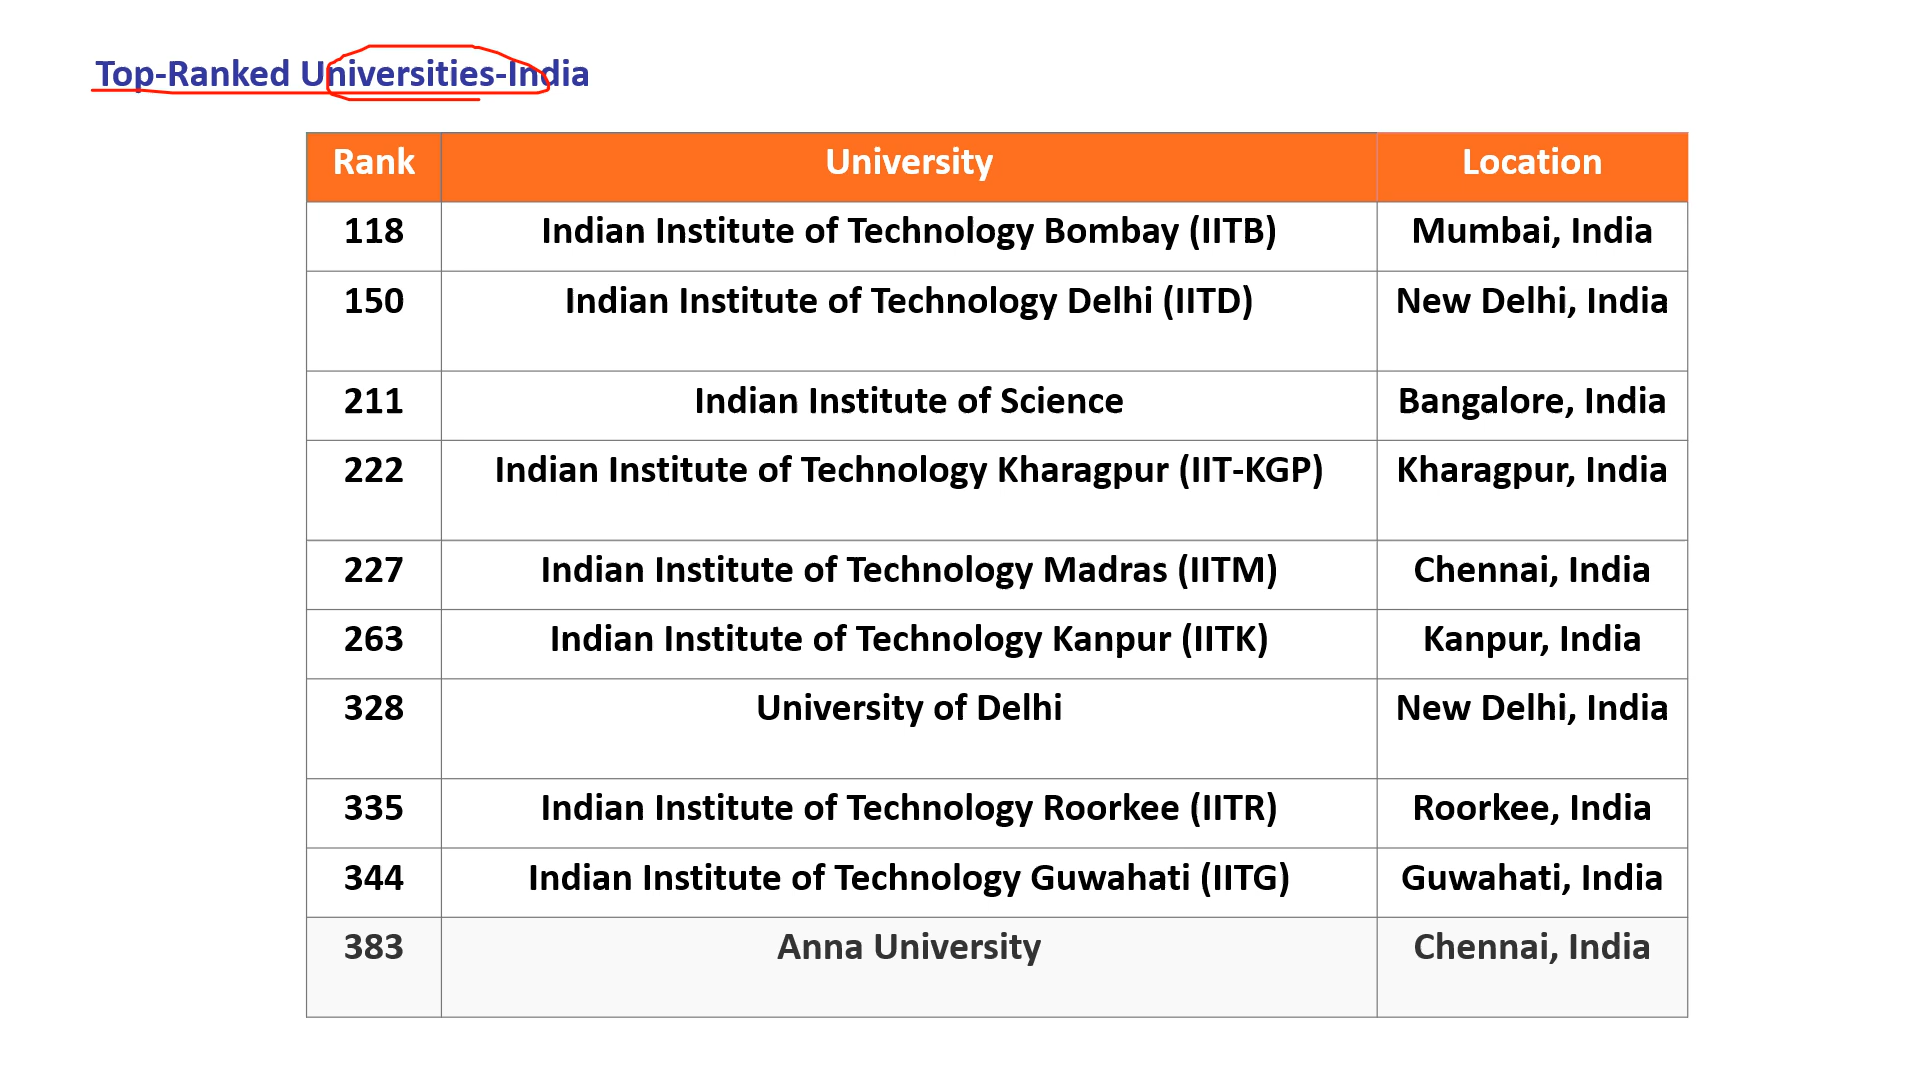 Top-Ranked Universities-India
Rank University Location
118 Indian Institute of Technology Bombay (IITB) Mumbai, India
150 Indian Institute of Technology Delhi (IITD) New Delhi, India
211 Indian Institute of Science Bangalore, India
222 Indian Institute of Technology Kharagpur (IIT-KGP) Kharagpur, India
227 Indian Institute of Technology Madras (IITM) Chennai, India
263 Indian Institute of Technology Kanpur (IITK) Kanpur, India
328 University of Delhi New Delhi, India
335 Indian Institute of Technology Roorkee (IITR) Roorkee, India
344 Indian Institute of Technology Guwahati (IITG) Guwahati, India
383 Anna University Chennai, India